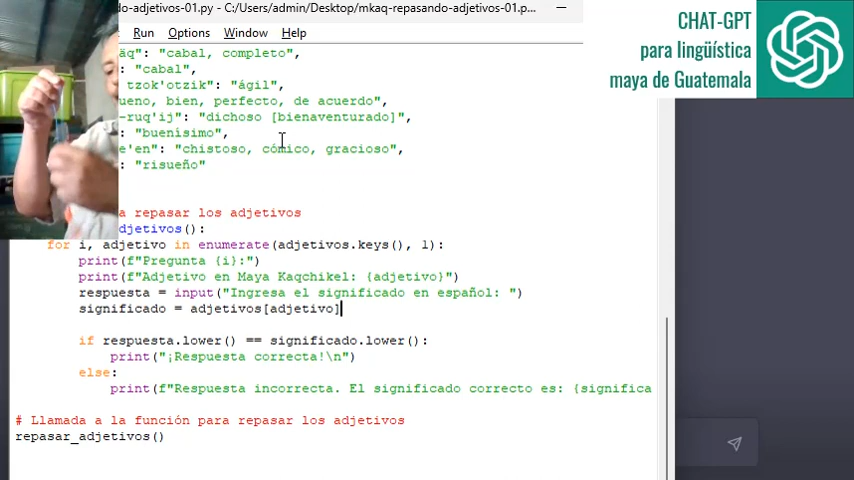 do-adjetivos-01.py - C:/Users/admin/Desktop/mkaq-repasando-adjetivos-01.p...
CHAT-GPT
para lingüística
maya de Guatemala
Run Options Window Help
äq": "cabal, completo",
: "cabal",
tzok'otzik": "ágil",
ueno, bien, perfecto, de acuerdo",
-ruq'ij": "dichoso [bienaventurado]",
: "buenísimo",
e'en": "chistoso, cómico, gracioso",
: "risueño"
a repasar los adjetivos
djetivos():
for i, adjetivo in enumerate(adjetivos.keys(), 1):
print(f"Pregunta {i}:")
print(f"Adjetivo en Maya Kaqchikel: {adjetivo}")
respuesta = input("Ingresa el significado en español: ")
significado = adjetivos[adjetivo]
if respuesta.lower() == significado.lower():
print("¡Respuesta correcta!\n")
else:
print(f"Respuesta incorrecta. El significado correcto es: {significa
# Llamada a la función para repasar los adjetivos
repasar_adjetivos()